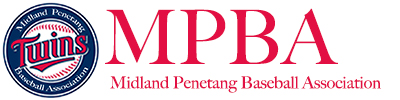 Midland Penetang
Twins
Baseball Association
MPBA
Midland Penetang Baseball Association